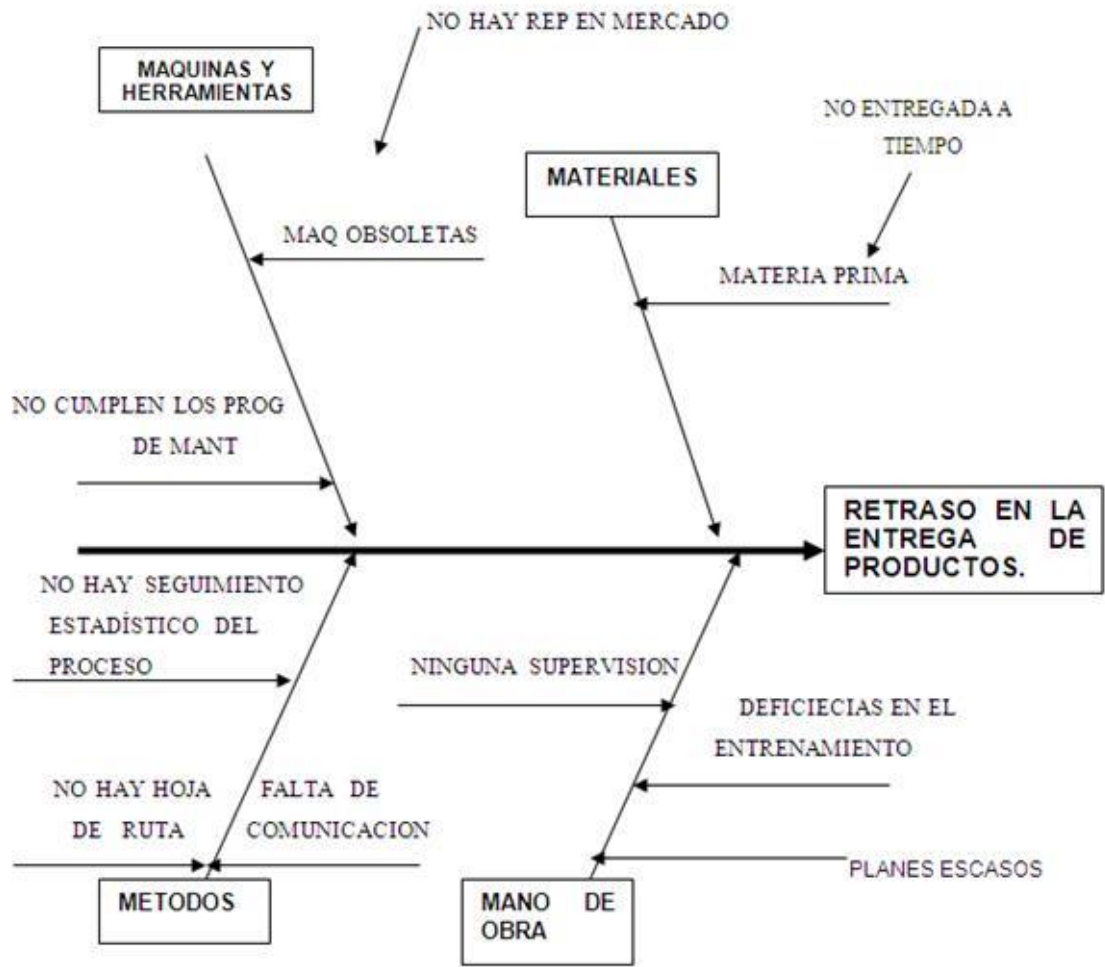 NO HAY REP EN MERCADO
MAQUINAS Y
HERRAMIENTAS
NO ENTREGADA A
TIEMPO
MATERIALES
MAQ OBSOLETAS
MATERIA PRIMA
NO CUMPLEN LOS PROG
DE MANT
RETRASO EN LA
ENTREGA DE
PRODUCTOS.
NO HAY SEGUIMIENTO
ESTADÍSTICO DEL
PROCESO
NINGUNA SUPERVISION
DEFICIECIAS EN EL
ENTRENAMIENTO
NO HAY HOJA
DE RUTA
FALTA DE
COMUNICACION
PLANES ESCASOS
METODOS
MANO DE
OBRA